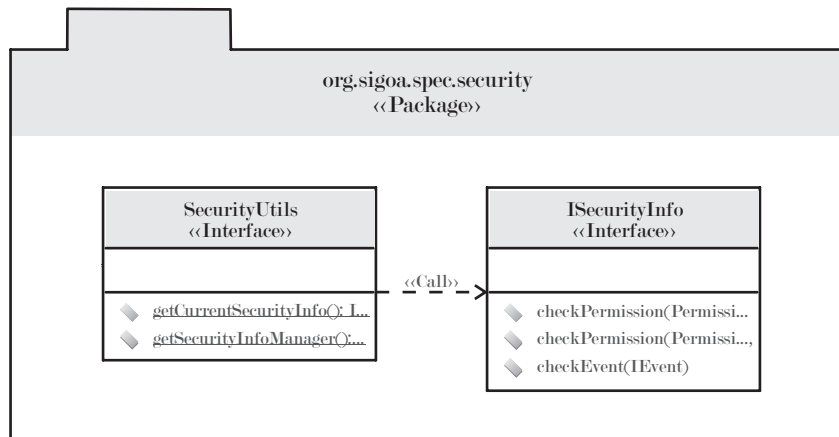 org.sigoa.spec.security
‹‹Package››
SecurityUtils
‹‹Interface››
ISecurityInfo
‹‹Interface››
‹‹Call››
getCurrentSecurityInfo(): I...
getSecurityInfoManager():...
checkPermission(Permissi...
checkPermission(Permissi...,
checkEvent(IEvent)